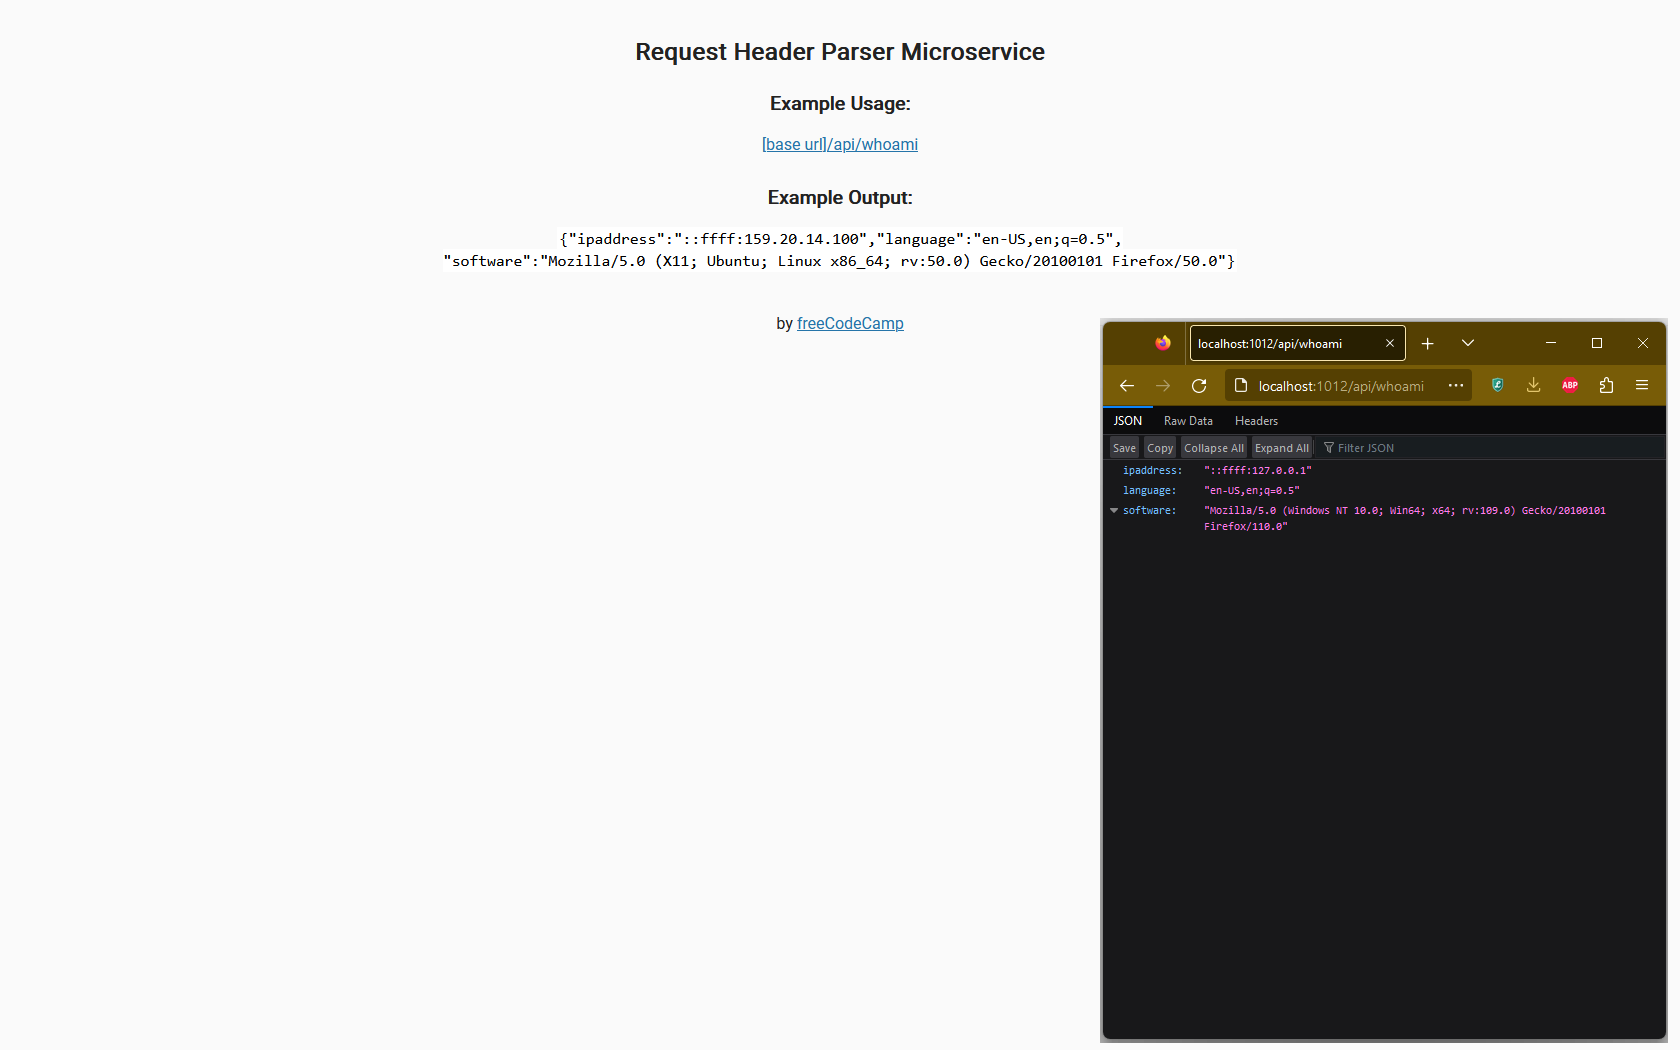 Request Header Parser Microservice
Example Usage:
[base url]/api/whoami
Example Output:
{"ipaddress":"::ffff:159.20.14.100","language":"en-US,en;q=0.5",
"software":"Mozilla/5.0 (X11; Ubuntu; Linux x86_64; rv:50.0) Gecko/20100101 Firefox/50.0"}
by freeCodeCamp
localhost:1012/api/whoami
localhost:1012/api/whoami
ABP
JSON Raw Data Headers
Save Copy Collapse All Expand All Filter JSON
ipaddress: "::ffff:127.0.0.1"
language: "en-US,en;q=0.5"
software: "Mozilla/5.0 (Windows NT 10.0; Win64; x64; rv:109.0) Gecko/20100101
Firefox/110.0"